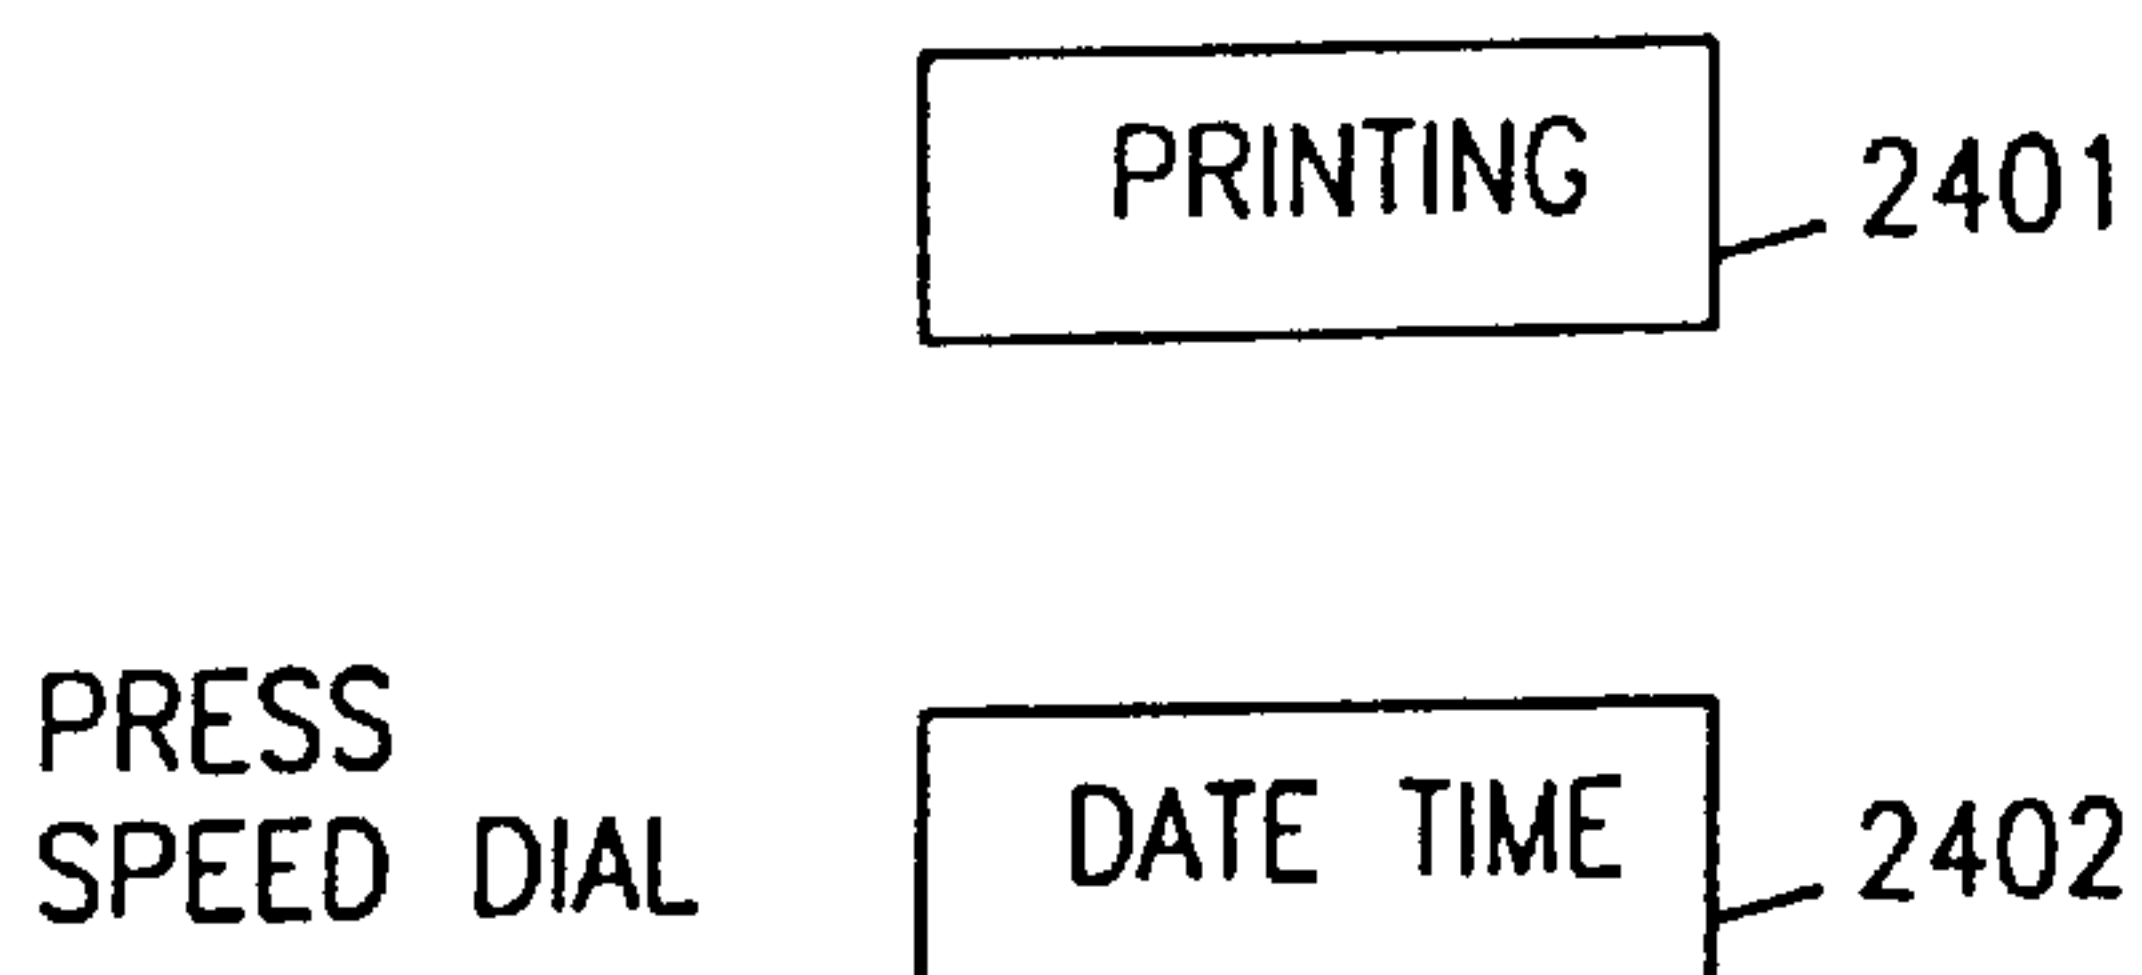 PRINTING
2401
PRESS
SPEED DIAL
DATE TIME
2402